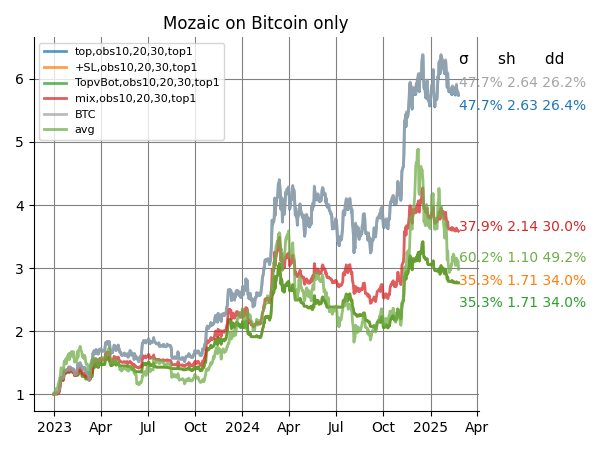 Mozaic on Bitcoin only
top,obs10,20,30,top1
+SL,obs10,20,30,top1
TopvBot,obs10,20,30,top1
mix,obs10,20,30,top1
BTC
avg
σ sh dd
47.7% 2.64 26.2%
47.7% 2.63 26.4%
37.9% 2.14 30.0%
60.2% 1.10 49.2%
35.3% 1.71 34.0%
35.3% 1.71 34.0%
6
5
4
3
2
1
2023 Apr Jul Oct 2024 Apr Jul Oct 2025 Apr